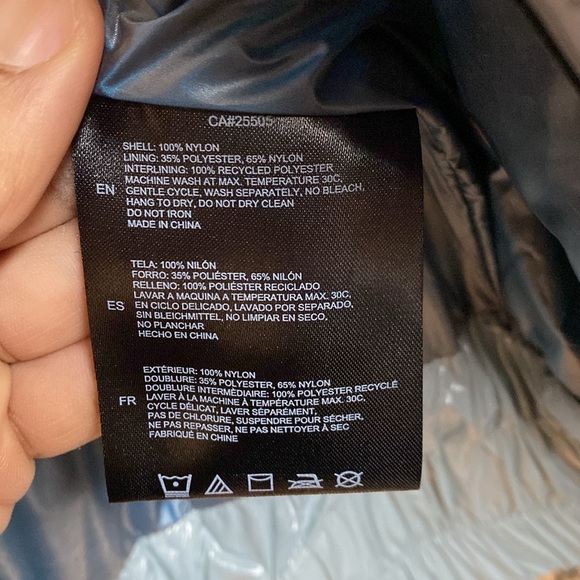 CA#25505
SHELL: 100% NYLON
LINING: 35% POLYESTER, 65% NYLON
INTERLINING: 100% RECYCLED POLYESTER
MACHINE WASH AT MAX. TEMPERATURE 30C,
EN GENTLE CYCLE, WASH SEPARATELY, NO BLEACH,
HANG TO DRY, DO NOT DRY CLEAN
DO NOT IRON
MADE IN CHINA
TELA: 100% NILÓN
FORRO: 35% POLIÉSTER, 65% NILÓN
RELLENO: 100% POLIÉSTER RECICLADO
LAVAR A MAQUINA A TEMPERATURA MAX. 30C,
ES EN CICLO DELICADO, LAVADO POR SEPARADO,
SIN BLEICHMITTEL, NO LIMPIAR EN SECO,
NO PLANCHAR
HECHO EN CHINA
EXTÉRIEUR: 100% NYLON
DOUBLURE: 35% POLYESTER, 65% NYLON
DOUBLURE INTERMÉDIAIRE: 100% POLYESTER RECYCLÉ
LAVER À LA MACHINE À TEMPÉRATURE MAX. 30C,
FR CYCLE DÉLICAT, LAVER SÉPARÉMENT,
PAS DE CHLORURE, SUSPENDRE POUR SÉCHER,
NE PAS REPASSER, NE PAS NETTOYER À SEC
FABRIQUÉ EN CHINE